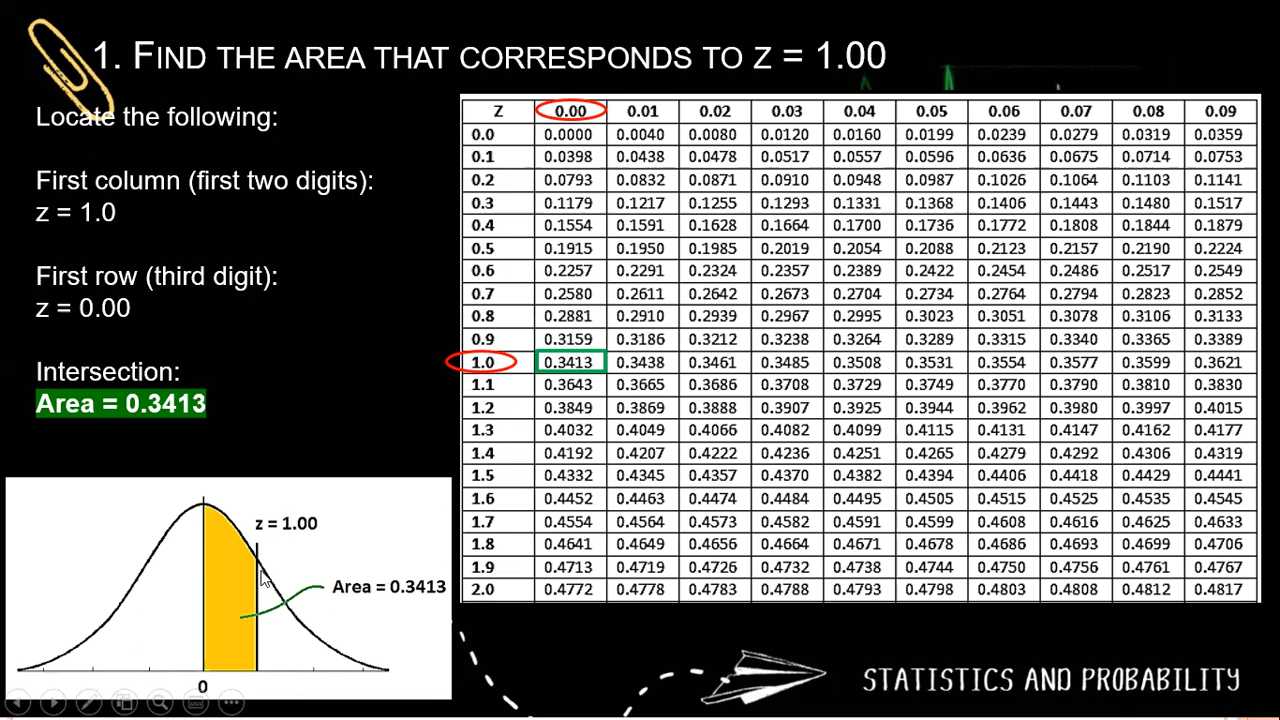 1. FIND THE AREA THAT CORRESPONDS TO Z = 1.00
Locate the following:
First column (first two digits):
z = 1.0
First row (third digit):
z = 0.00
Intersection:
Area = 0.3413
Z 0.00 0.01 0.02 0.03 0.04 0.05 0.06 0.07 0.08 0.09
0.0 0.0000 0.0040 0.0080 0.0120 0.0160 0.0199 0.0239 0.0279 0.0319 0.0359
0.1 0.0398 0.0438 0.0478 0.0517 0.0557 0.0596 0.0636 0.0675 0.0714 0.0753
0.2 0.0793 0.0832 0.0871 0.0910 0.0948 0.0987 0.1026 0.1064 0.1103 0.1141
0.3 0.1179 0.1217 0.1255 0.1293 0.1331 0.1368 0.1406 0.1443 0.1480 0.1517
0.4 0.1554 0.1591 0.1628 0.1664 0.1700 0.1736 0.1772 0.1808 0.1844 0.1879
0.5 0.1915 0.1950 0.1985 0.2019 0.2054 0.2088 0.2123 0.2157 0.2190 0.2224
0.6 0.2257 0.2291 0.2324 0.2357 0.2389 0.2422 0.2454 0.2486 0.2517 0.2549
0.7 0.2580 0.2611 0.2642 0.2673 0.2704 0.2734 0.2764 0.2794 0.2823 0.2852
0.8 0.2881 0.2910 0.2939 0.2967 0.2995 0.3023 0.3051 0.3078 0.3106 0.3133
0.9 0.3159 0.3186 0.3212 0.3238 0.3264 0.3289 0.3315 0.3340 0.3365 0.3389
1.0 0.3413 0.3438 0.3461 0.3485 0.3508 0.3531 0.3554 0.3577 0.3599 0.3621
1.1 0.3643 0.3665 0.3686 0.3708 0.3729 0.3749 0.3770 0.3790 0.3810 0.3830
1.2 0.3849 0.3869 0.3888 0.3907 0.3925 0.3944 0.3962 0.3980 0.3997 0.4015
1.3 0.4032 0.4049 0.4066 0.4082 0.4099 0.4115 0.4131 0.4147 0.4162 0.4177
1.4 0.4192 0.4207 0.4222 0.4236 0.4251 0.4265 0.4279 0.4292 0.4306 0.4319
1.5 0.4332 0.4345 0.4357 0.4370 0.4382 0.4394 0.4406 0.4418 0.4429 0.4441
1.6 0.4452 0.4463 0.4474 0.4484 0.4495 0.4505 0.4515 0.4525 0.4535 0.4545
1.7 0.4554 0.4564 0.4573 0.4582 0.4591 0.4599 0.4608 0.4616 0.4625 0.4633
1.8 0.4641 0.4649 0.4656 0.4664 0.4671 0.4678 0.4686 0.4693 0.4699 0.4706
1.9 0.4713 0.4719 0.4726 0.4732 0.4738 0.4744 0.4750 0.4756 0.4761 0.4767
2.0 0.4772 0.4778 0.4783 0.4788 0.4793 0.4798 0.4803 0.4808 0.4812 0.4817
z = 1.00
Area = 0.3413
0
STATISTICS AND PROBABILITY